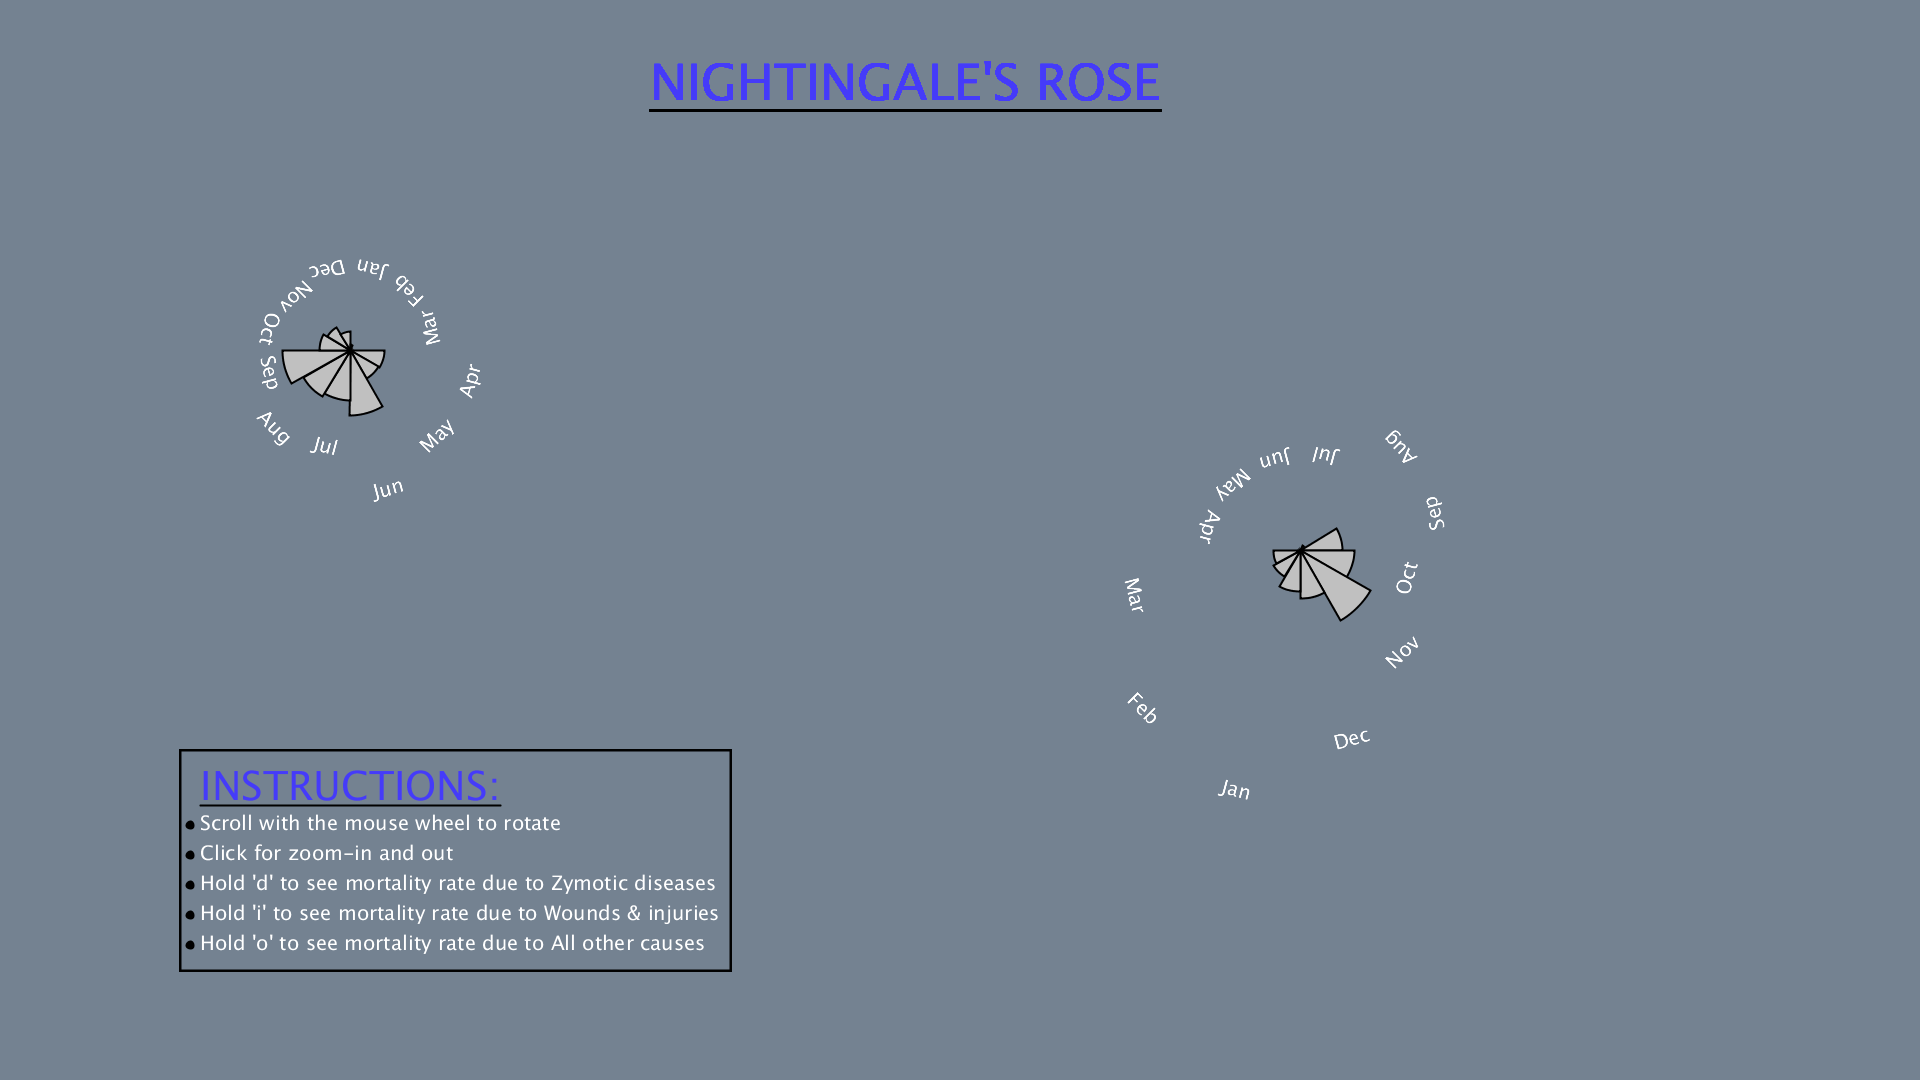 NIGHTINGALE'S ROSE
Jan
Feb
Mar
Apr
May
Jun
Jul
Aug
Sep
Oct
Nov
Dec
Jan
Feb
Mar
Apr
May
Jun
Jul
Aug
Sep
Oct
Nov
Dec
INSTRUCTIONS:
Scroll with the mouse wheel to rotate
Click for zoom-in and out
Hold 'd' to see mortality rate due to Zymotic diseases
Hold 'i' to see mortality rate due to Wounds & injuries
Hold 'o' to see mortality rate due to All other causes